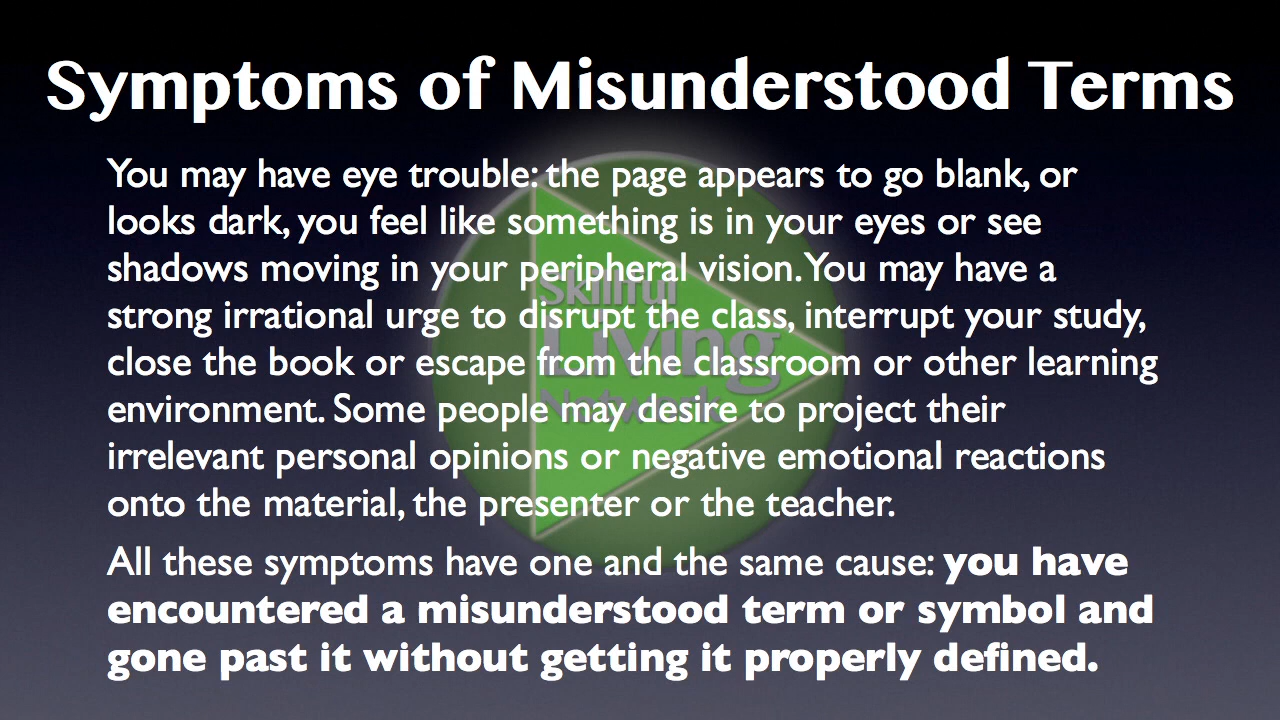 Symptoms of Misunderstood Terms
You may have eye trouble: the page appears to go blank, or
looks dark, you feel like something is in your eyes or see
shadows moving in your peripheral vision. You may have a
strong irrational urge to disrupt the class, interrupt your study,
close the book or escape from the classroom or other learning
environment. Some people may desire to project their
irrelevant personal opinions or negative emotional reactions
onto the material, the presenter or the teacher.
All these symptoms have one and the same cause: you have
encountered a misunderstood term or symbol and
gone past it without getting it properly defined.
Skillful
Living
Network